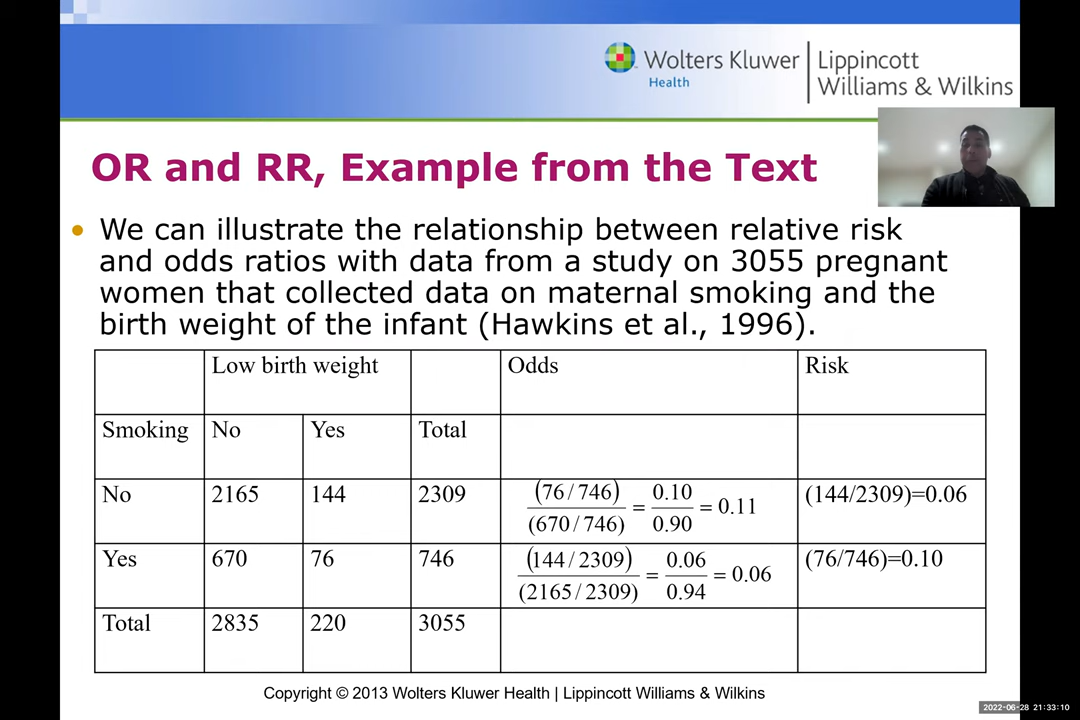 Wolters Kluwer
Health
Lippincott
Williams & Wilkins
OR and RR, Example from the Text
• We can illustrate the relationship between relative risk
and odds ratios with data from a study on 3055 pregnant
women that collected data on maternal smoking and the
birth weight of the infant (Hawkins et al., 1996).
Low birth weight Odds Risk
Smoking No Yes Total
No 2165 144 2309 (76/746)/(670/746) = 0.10/0.90 = 0.11 (144/2309)=0.06
Yes 670 76 746 (144/2309)/(2165/2309) = 0.06/0.94 = 0.06 (76/746)=0.10
Total 2835 220 3055
Copyright © 2013 Wolters Kluwer Health | Lippincott Williams & Wilkins
2022-06-28 21:33:10